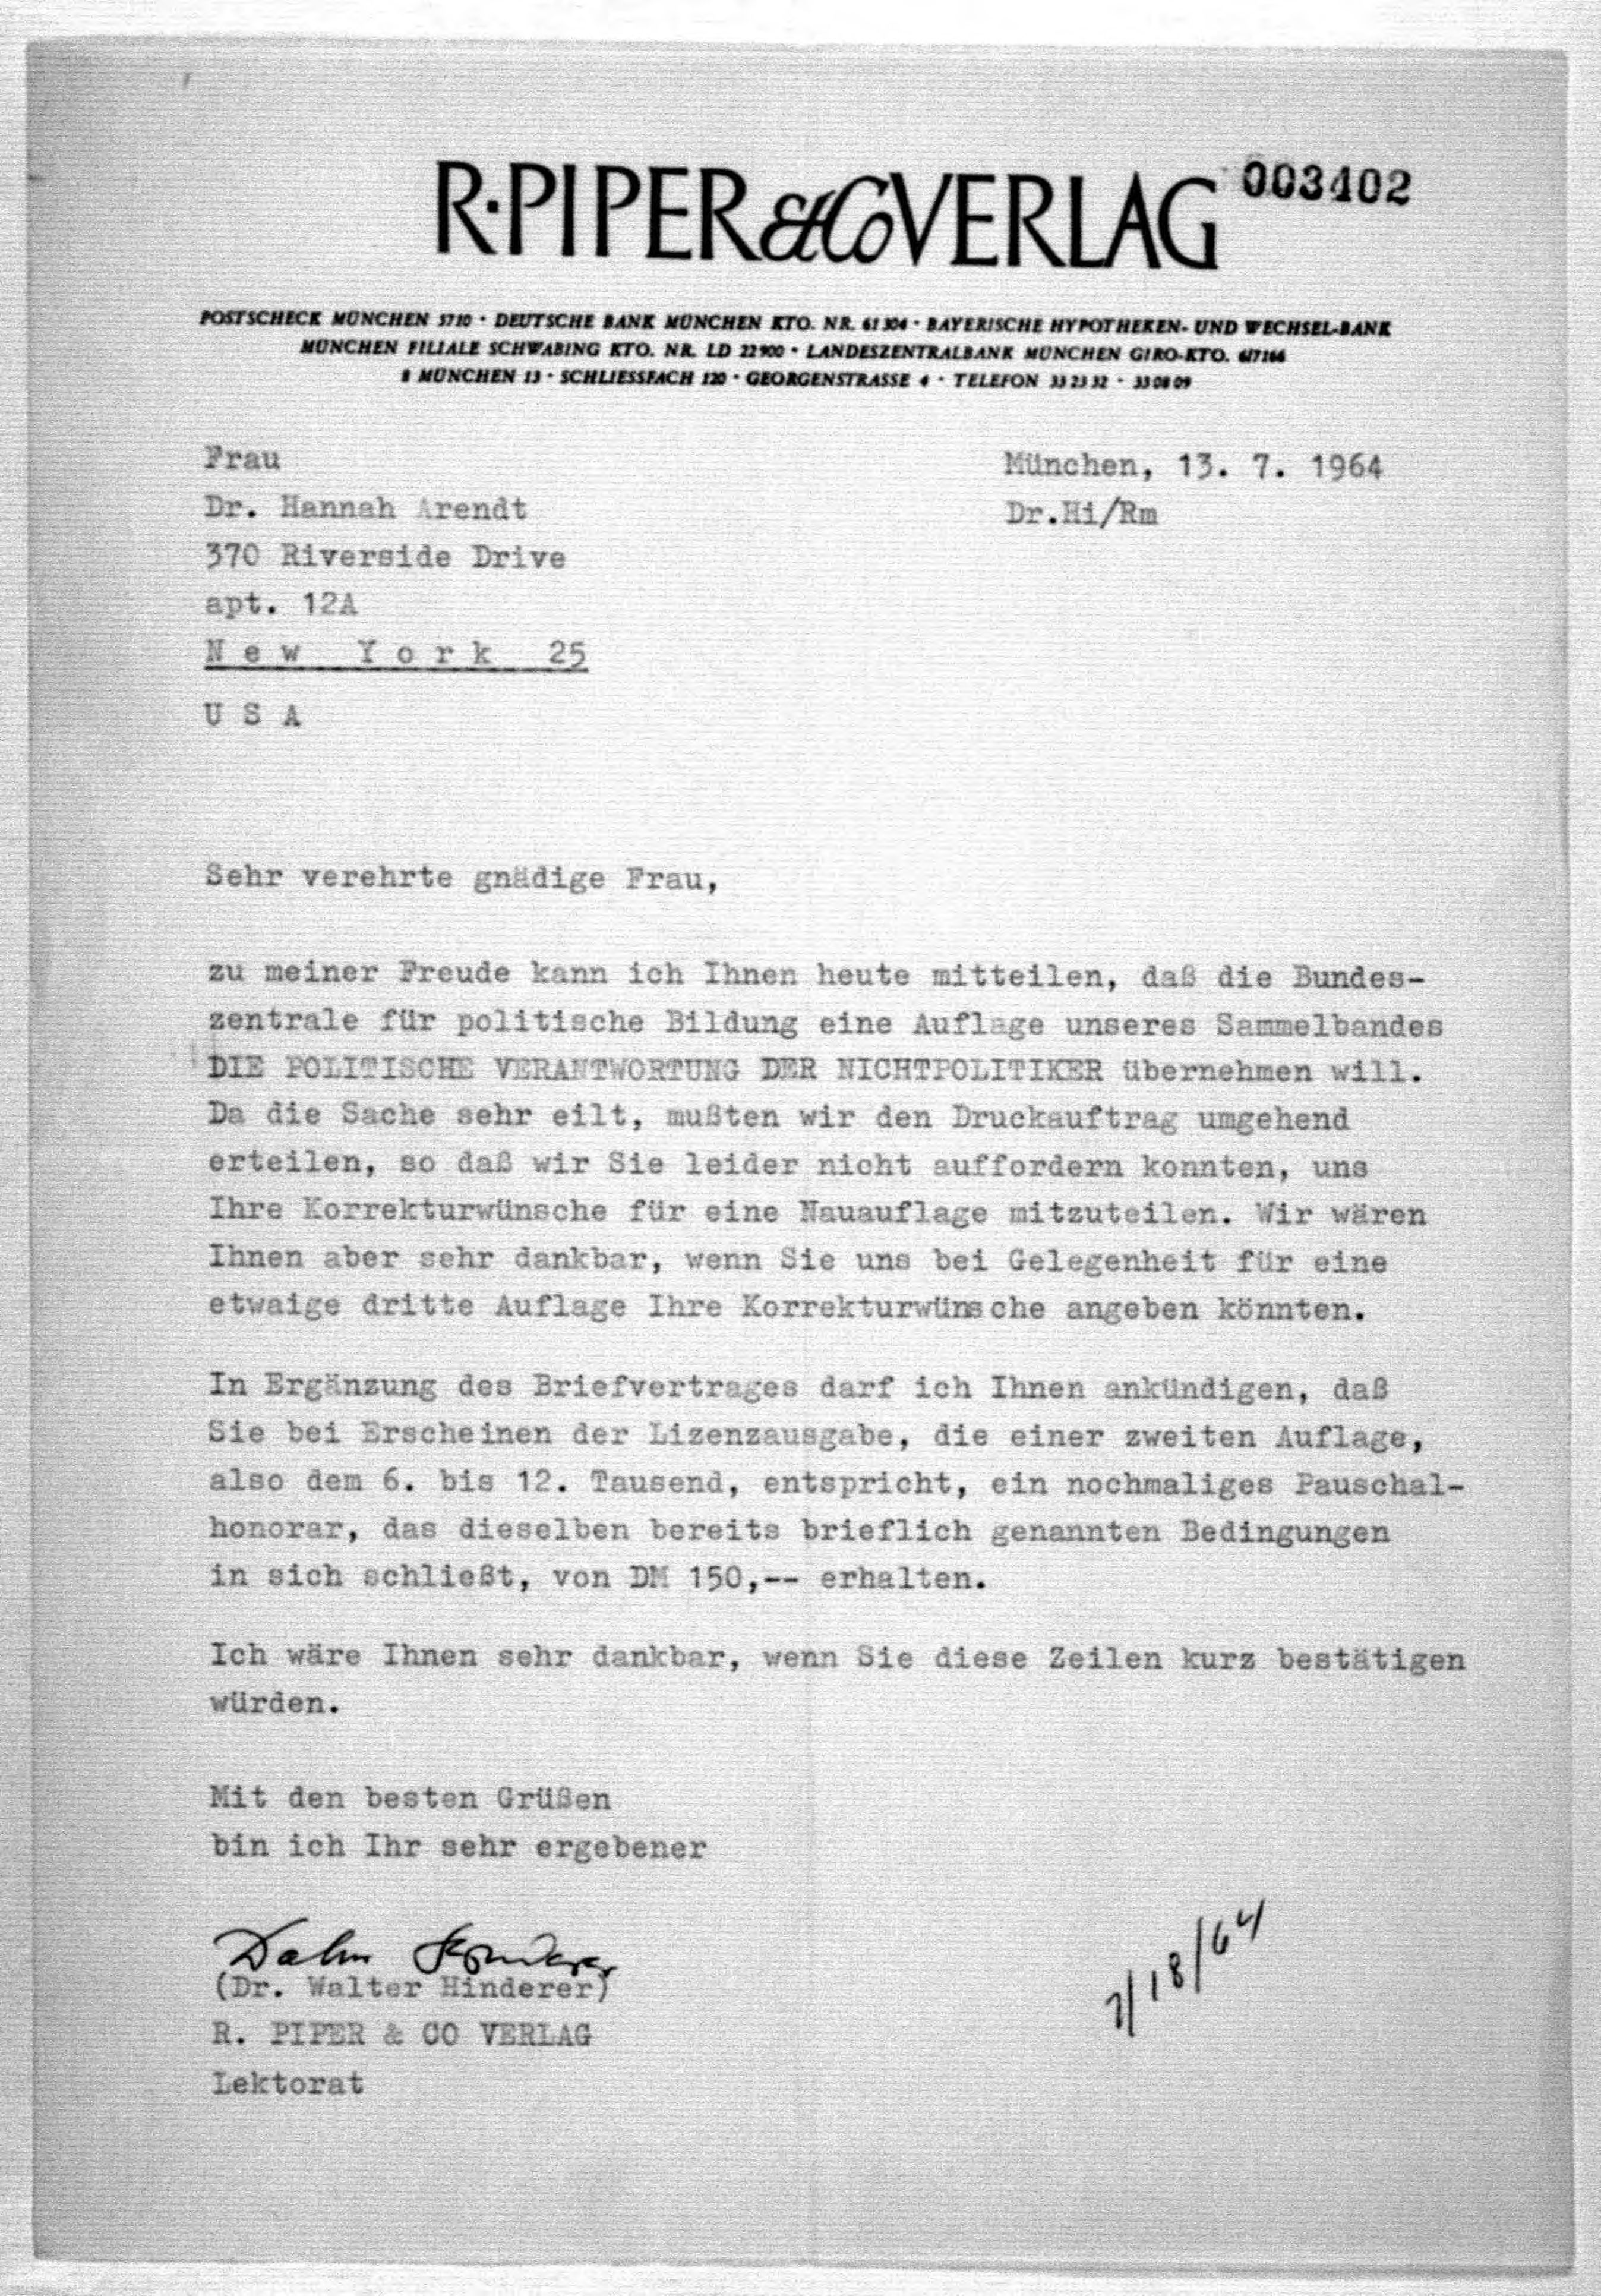 R·PIPER & Co VERLAG 003402
POSTSCHECK MÜNCHEN 5710 · DEUTSCHE BANK MÜNCHEN KTO. NR. 61304 · BAYERISCHE HYPOTHEKEN- UND WECHSEL-BANK
MÜNCHEN FILIALE SCHWABING KTO. NR. LD 22900 · LANDESZENTRALBANK MÜNCHEN GIRO-KTO.
8 MÜNCHEN 13 · SCHLIESSFACH 120 · GEORGENSTRASSE 4 · TELEFON 33 23 32 · 33 08 09
Frau
München, 13. 7. 1964
Dr. Hannah Arendt
Dr.Hi/Rm
370 Riverside Drive
apt. 12A
N e w Y o r k 25
U S A
Sehr verehrte gnädige Frau,
zu meiner Freude kann ich Ihnen heute mitteilen, daß die Bundes-
zentrale für politische Bildung eine Auflage unseres Sammelbandes
DIE POLITISCHE VERANTWORTUNG DER NICHTPOLITIKER übernehmen will.
Da die Sache sehr eilt, mußten wir den Druckauftrag umgehend
erteilen, so daß wir Sie leider nicht auffordern konnten, uns
Ihre Korrekturwünsche für eine Nauauflage mitzuteilen. Wir wären
Ihnen aber sehr dankbar, wenn Sie uns bei Gelegenheit für eine
etwaige dritte Auflage Ihre Korrekturwünsche angeben könnten.
In Ergänzung des Briefvertrages darf ich Ihnen ankündigen, daß
Sie bei Erscheinen der Lizenzausgabe, die einer zweiten Auflage,
also dem 6. bis 12. Tausend, entspricht, ein nochmaliges Pauschal-
honorar, das dieselben bereits brieflich genannten Bedingungen
in sich schließt, von DM 150,-- erhalten.
Ich wäre Ihnen sehr dankbar, wenn Sie diese Zeilen kurz bestätigen
würden.
Mit den besten Grüßen
bin ich Ihr sehr ergebener
(Dr. Walter Hinderer)
R. PIPER & CO VERLAG
Lektorat
7/18/64